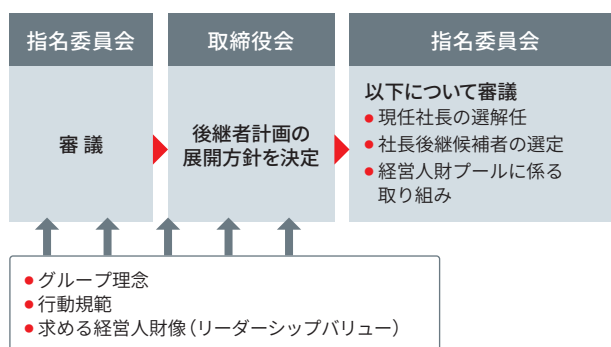 指名委員会
審議
取締役会
後継者計画の
展開方針を決定
指名委員会
以下について審議
● 現任社長の選解任
● 社長後継候補者の選定
● 経営人財プールに係る
取り組み
● グループ理念
● 行動規範
● 求める経営人財像（リーダーシップバリュー）